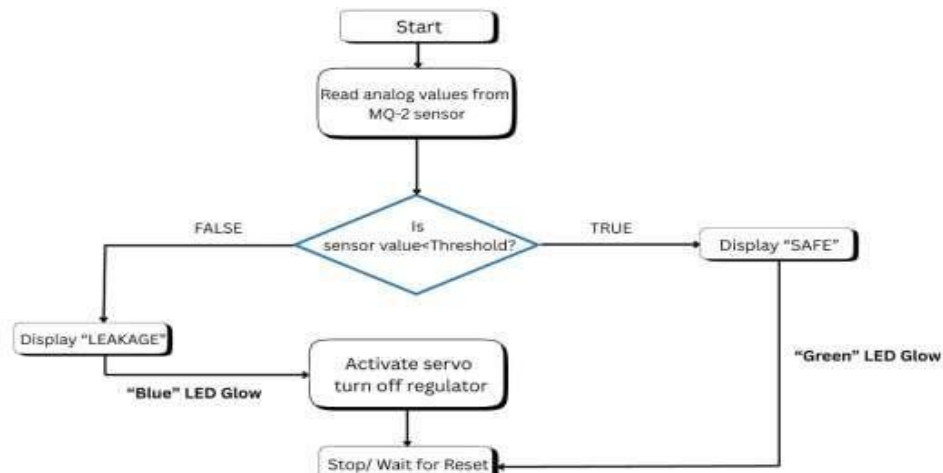 Start
Read analog values from
MQ-2 sensor
Is
sensor value<Threshold?
FALSE
TRUE
Display “SAFE”
Display “LEAKAGE”
“Blue” LED Glow
Activate servo
turn off regulator
“Green” LED Glow
Stop/ Wait for Reset